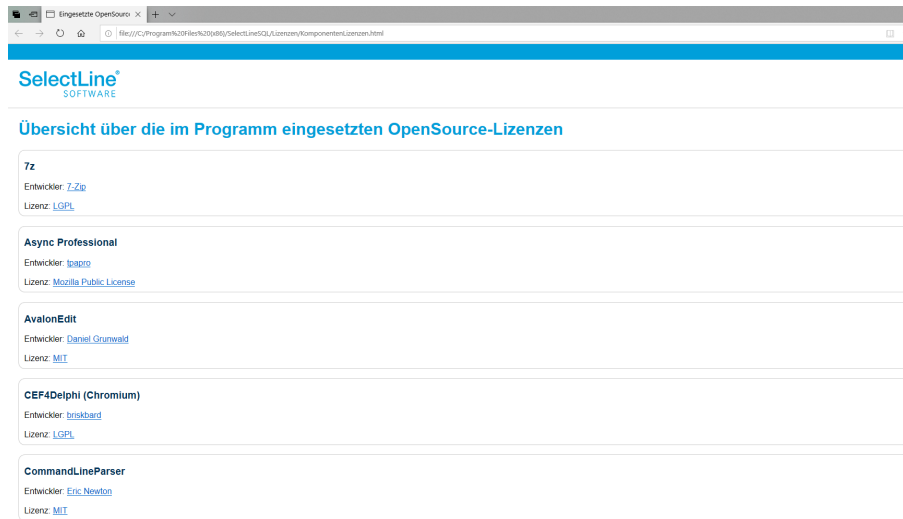 Eingesetzte OpenSource
file:///C:/Program%20Files%20(x86)/SelectLineSQL/Lizenzen/KomponentenLizenzen.html
SelectLine®
SOFTWARE
Übersicht über die im Programm eingesetzten OpenSource-Lizenzen
7z
Entwickler: 7-Zip
Lizenz: LGPL
Async Professional
Entwickler: tpapro
Lizenz: Mozilla Public License
AvalonEdit
Entwickler: Daniel Grunwald
Lizenz: MIT
CEF4Delphi (Chromium)
Entwickler: briskbard
Lizenz: LGPL
CommandLineParser
Entwickler: Eric Newton
Lizenz: MIT